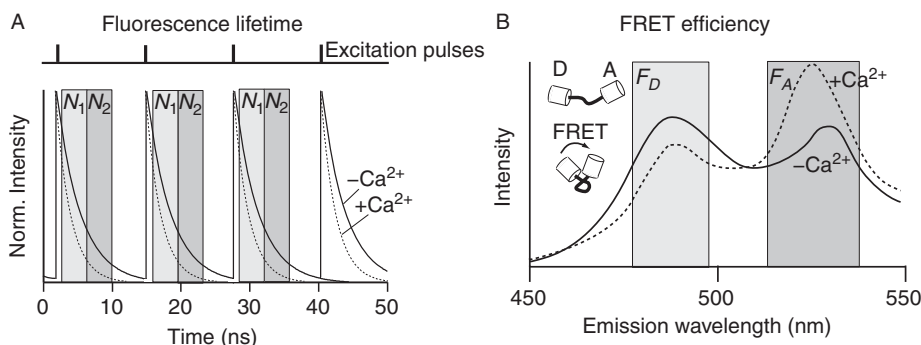 A
Fluorescence lifetime
Excitation pulses
Norm. Intensity
N1 N2 N1 N2 N1 N2
−Ca2+
+Ca2+
0 10 20 30 40 50
Time (ns)
B
FRET efficiency
Intensity
D A
FRET
FD
FA
+Ca2+
−Ca2+
450 500 550
Emission wavelength (nm)